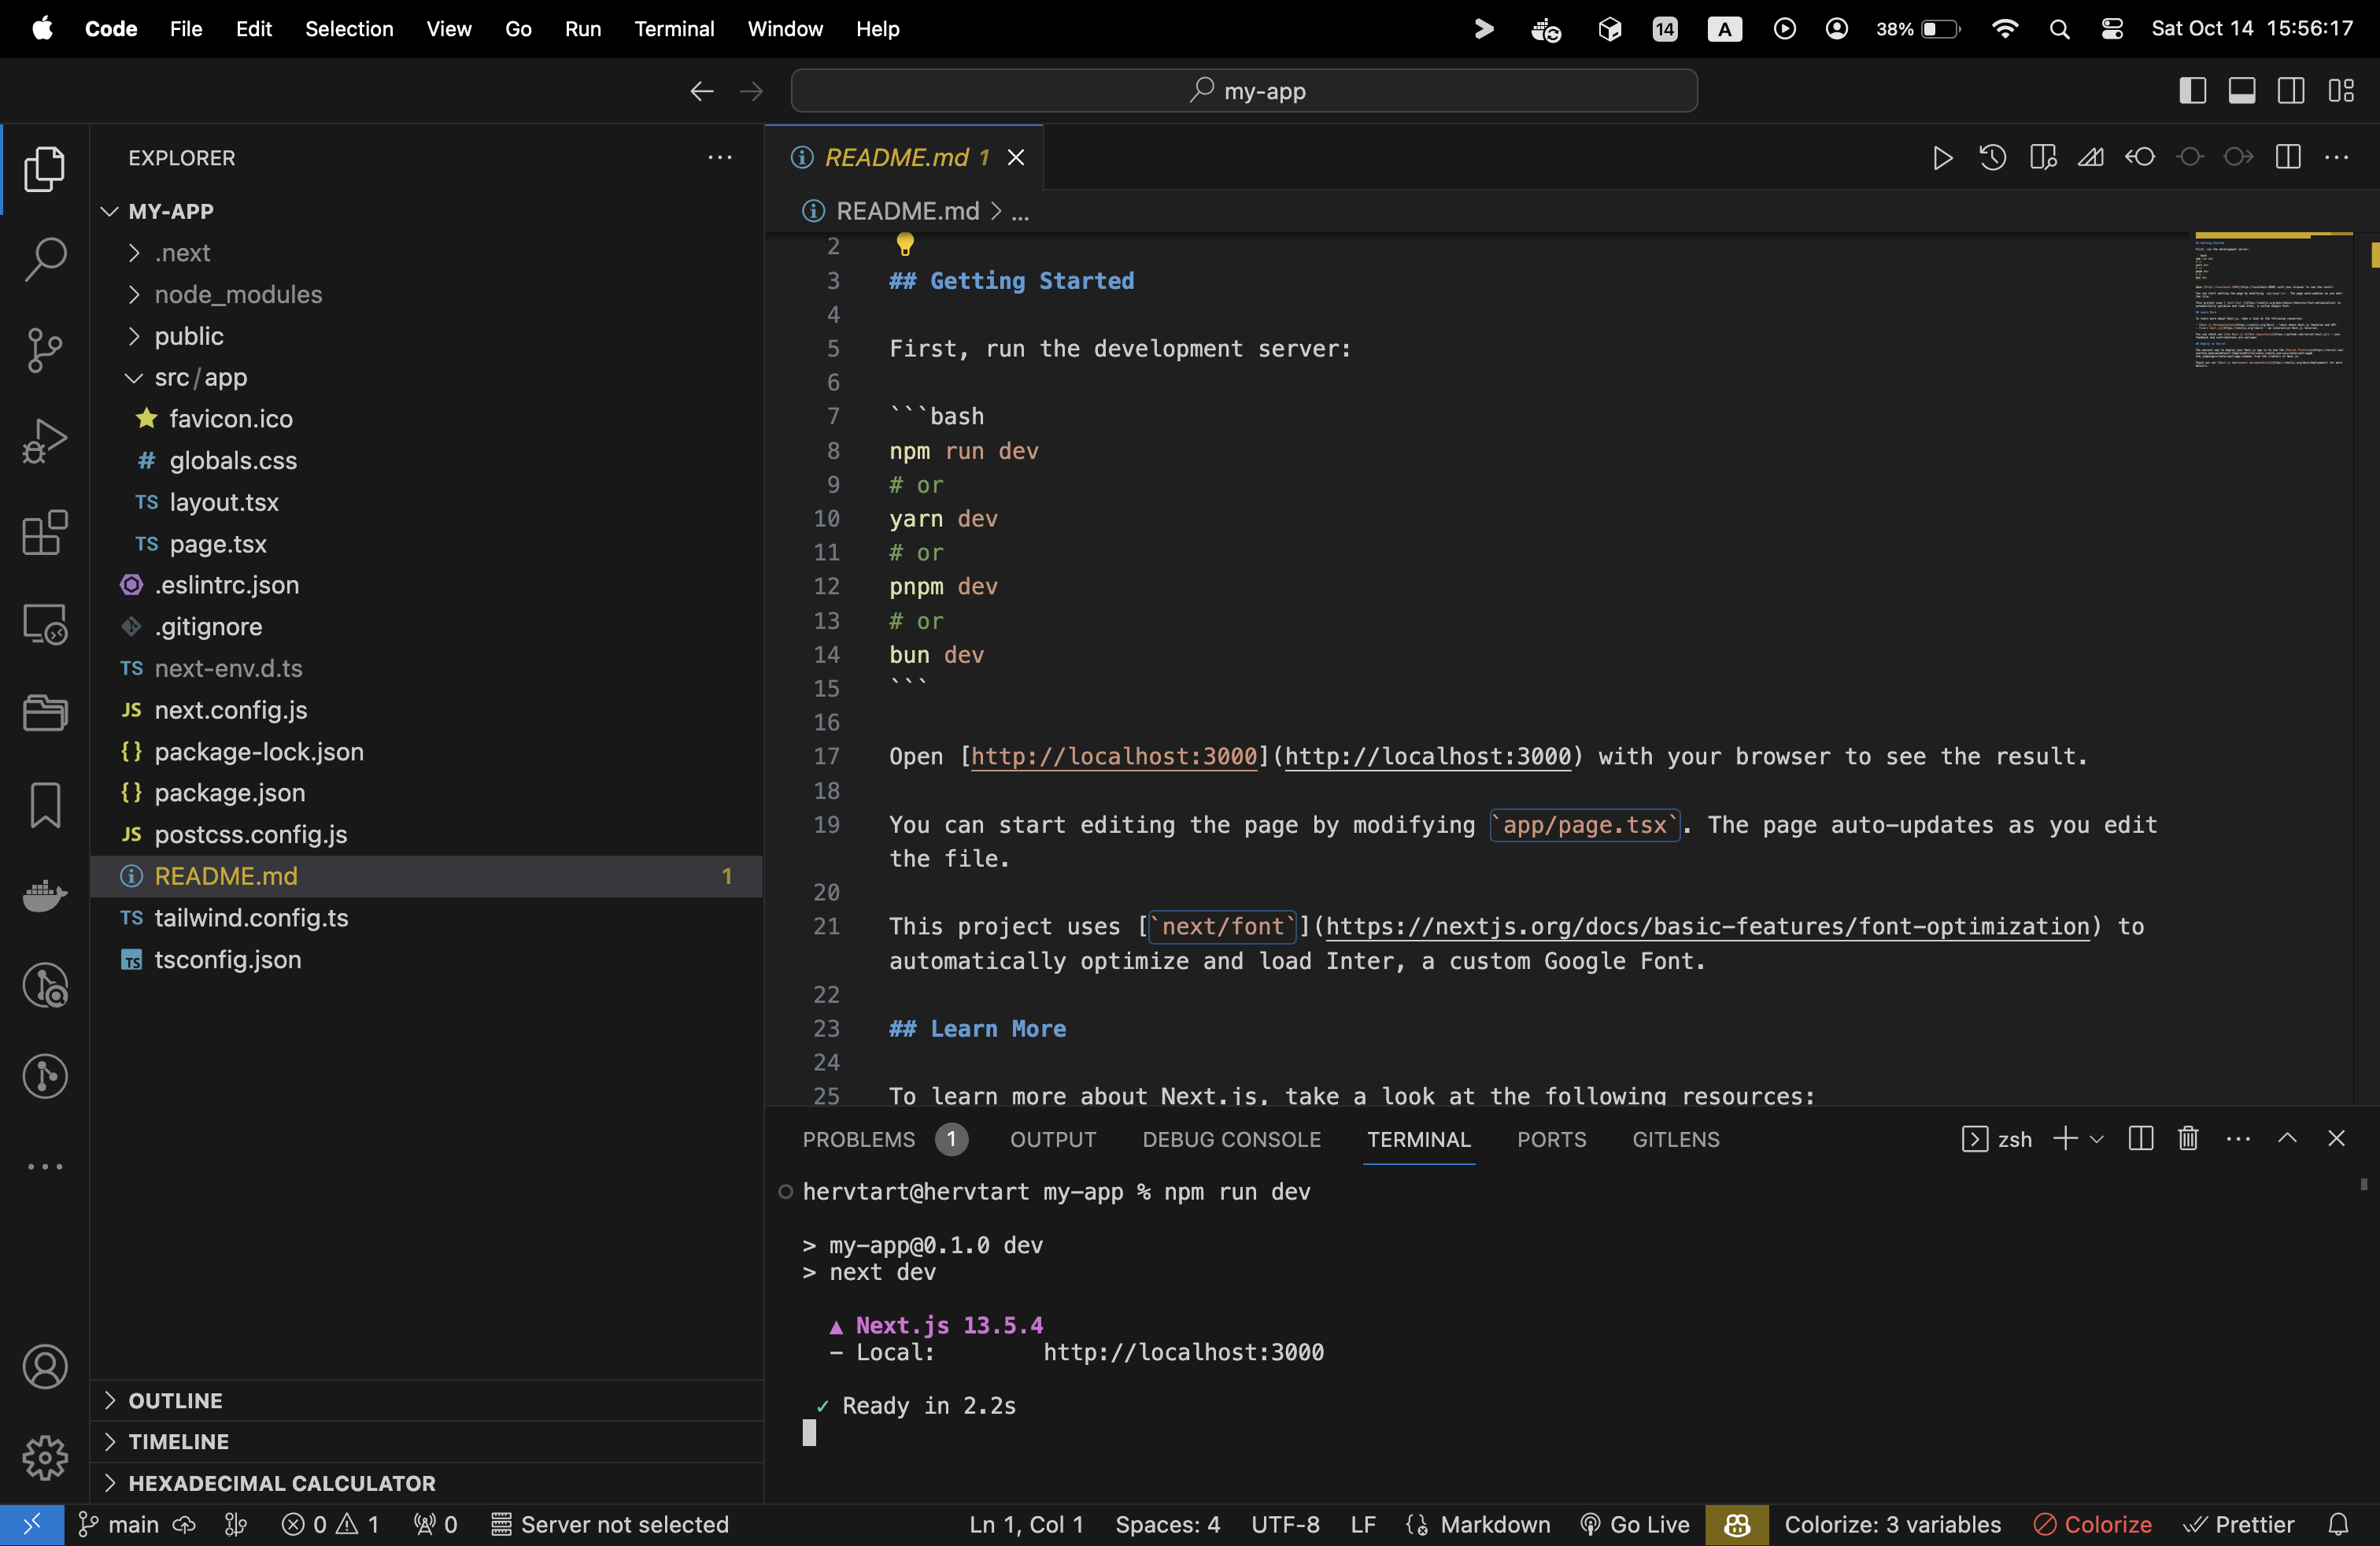 Code File Edit Selection View Go Run Terminal Window Help 14 A 38% Sat Oct 14 15:56:17
my-app
EXPLORER
MY-APP
.next
node_modules
public
src/app
favicon.ico
# globals.css
TS layout.tsx
TS page.tsx
.eslintrc.json
.gitignore
TS next-env.d.ts
JS next.config.js
{} package-lock.json
{} package.json
JS postcss.config.js
README.md 1
TS tailwind.config.ts
TS tsconfig.json
OUTLINE
TIMELINE
HEXADECIMAL CALCULATOR
README.md 1
README.md > ...
2
3 ## Getting Started
4
5 First, run the development server:
6
7 ```bash
8 npm run dev
9 # or
10 yarn dev
11 # or
12 pnpm dev
13 # or
14 bun dev
15 ```
16
17 Open [http://localhost:3000](http://localhost:3000) with your browser to see the result.
18
19 You can start editing the page by modifying `app/page.tsx`. The page auto-updates as you edit
the file.
20
21 This project uses [`next/font`](https://nextjs.org/docs/basic-features/font-optimization) to
automatically optimize and load Inter, a custom Google Font.
22
23 ## Learn More
24
25 To learn more about Next.js, take a look at the following resources:
PROBLEMS 1 OUTPUT DEBUG CONSOLE TERMINAL PORTS GITLENS zsh
hervtart@hervtart my-app % npm run dev
> my-app@0.1.0 dev
> next dev
▲ Next.js 13.5.4
- Local: http://localhost:3000
✓ Ready in 2.2s
main 0 1 0 Server not selected Ln 1, Col 1 Spaces: 4 UTF-8 LF Markdown Go Live Colorize: 3 variables Colorize Prettier